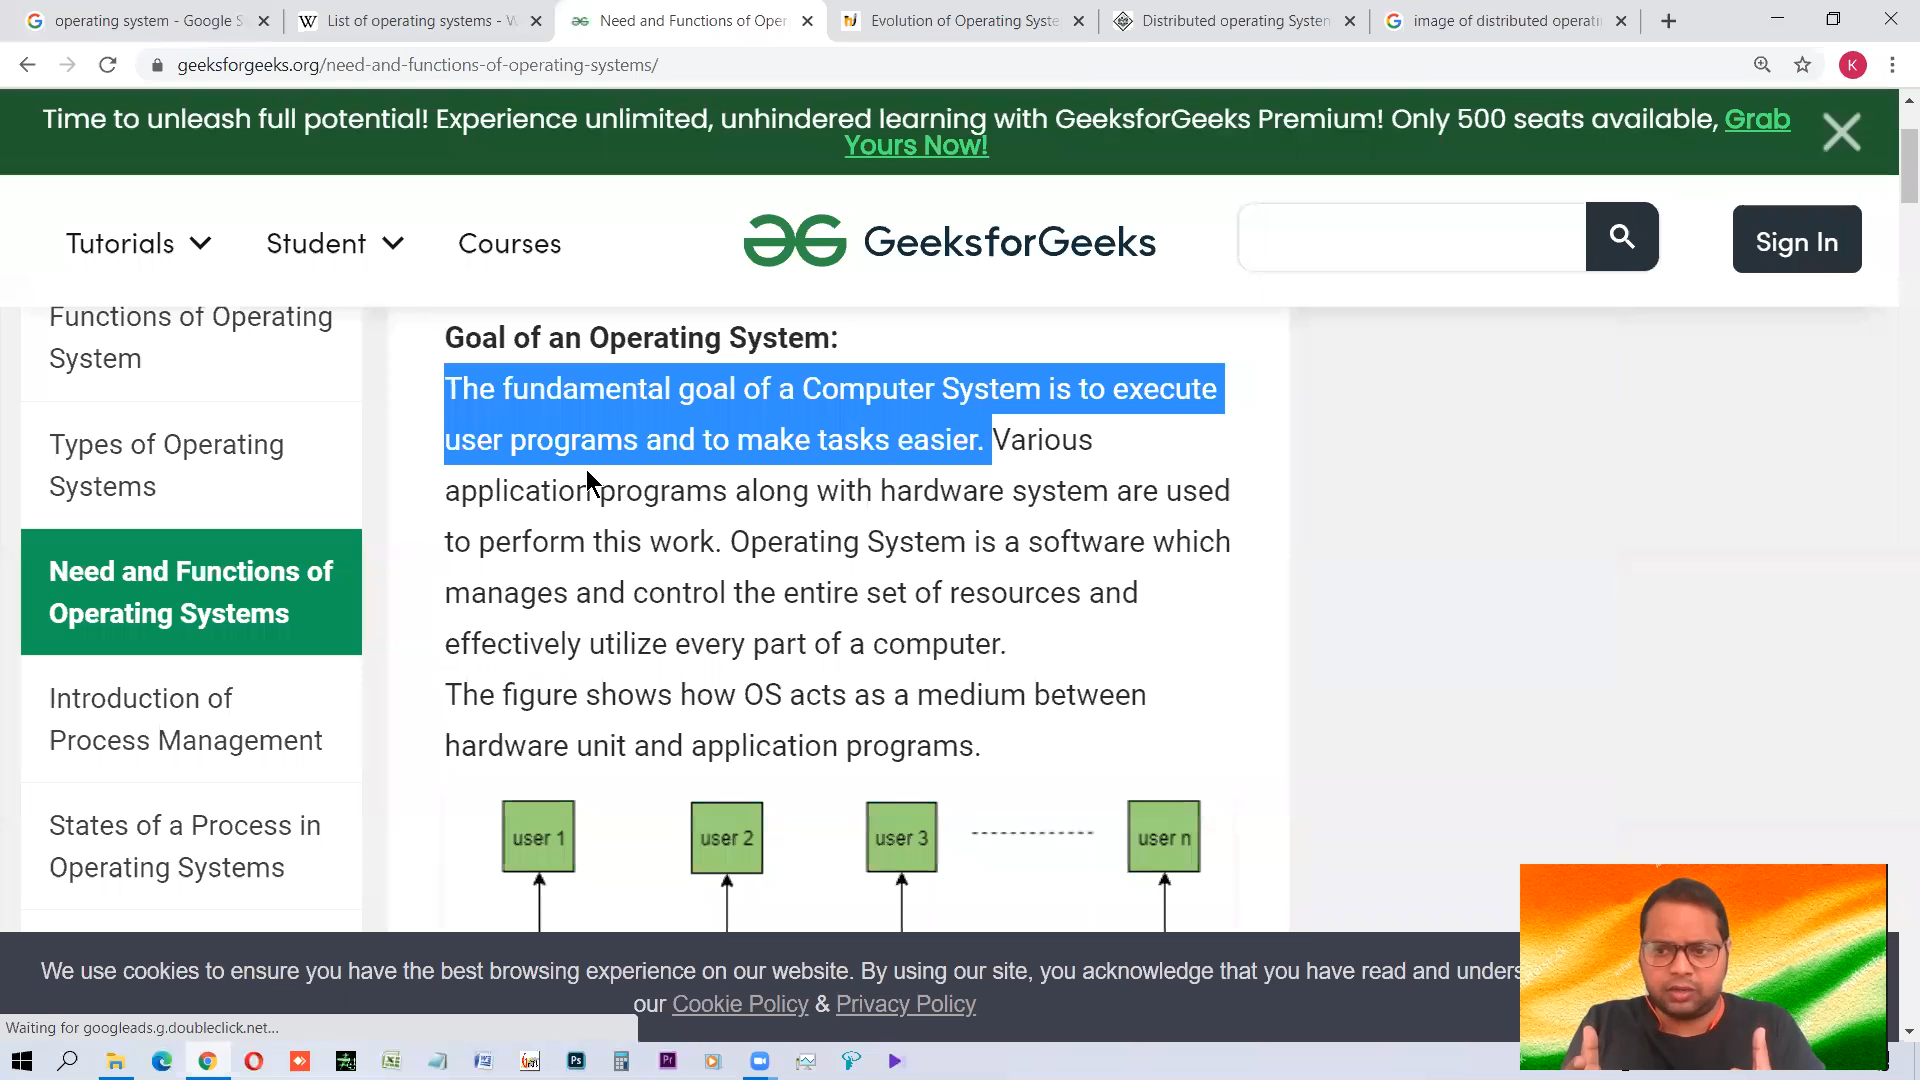 operating system - Google S
List of operating systems - W
Need and Functions of Oper
Evolution of Operating Syste
Distributed operating System
image of distributed operati
geeksforgeeks.org/need-and-functions-of-operating-systems/
K
Time to unleash full potential! Experience unlimited, unhindered learning with GeeksforGeeks Premium! Only 500 seats available, Grab
Yours Now!
Tutorials
Student
Courses
GeeksforGeeks
Sign In
Functions of Operating
System
Types of Operating
Systems
Need and Functions of
Operating Systems
Introduction of
Process Management
States of a Process in
Operating Systems
Goal of an Operating System:
The fundamental goal of a Computer System is to execute
user programs and to make tasks easier. Various
application programs along with hardware system are used
to perform this work. Operating System is a software which
manages and control the entire set of resources and
effectively utilize every part of a computer.
The figure shows how OS acts as a medium between
hardware unit and application programs.
user 1
user 2
user 3
user n
We use cookies to ensure you have the best browsing experience on our website. By using our site, you acknowledge that you have read and unders
our Cookie Policy & Privacy Policy
Waiting for googleads.g.doubleclick.net...